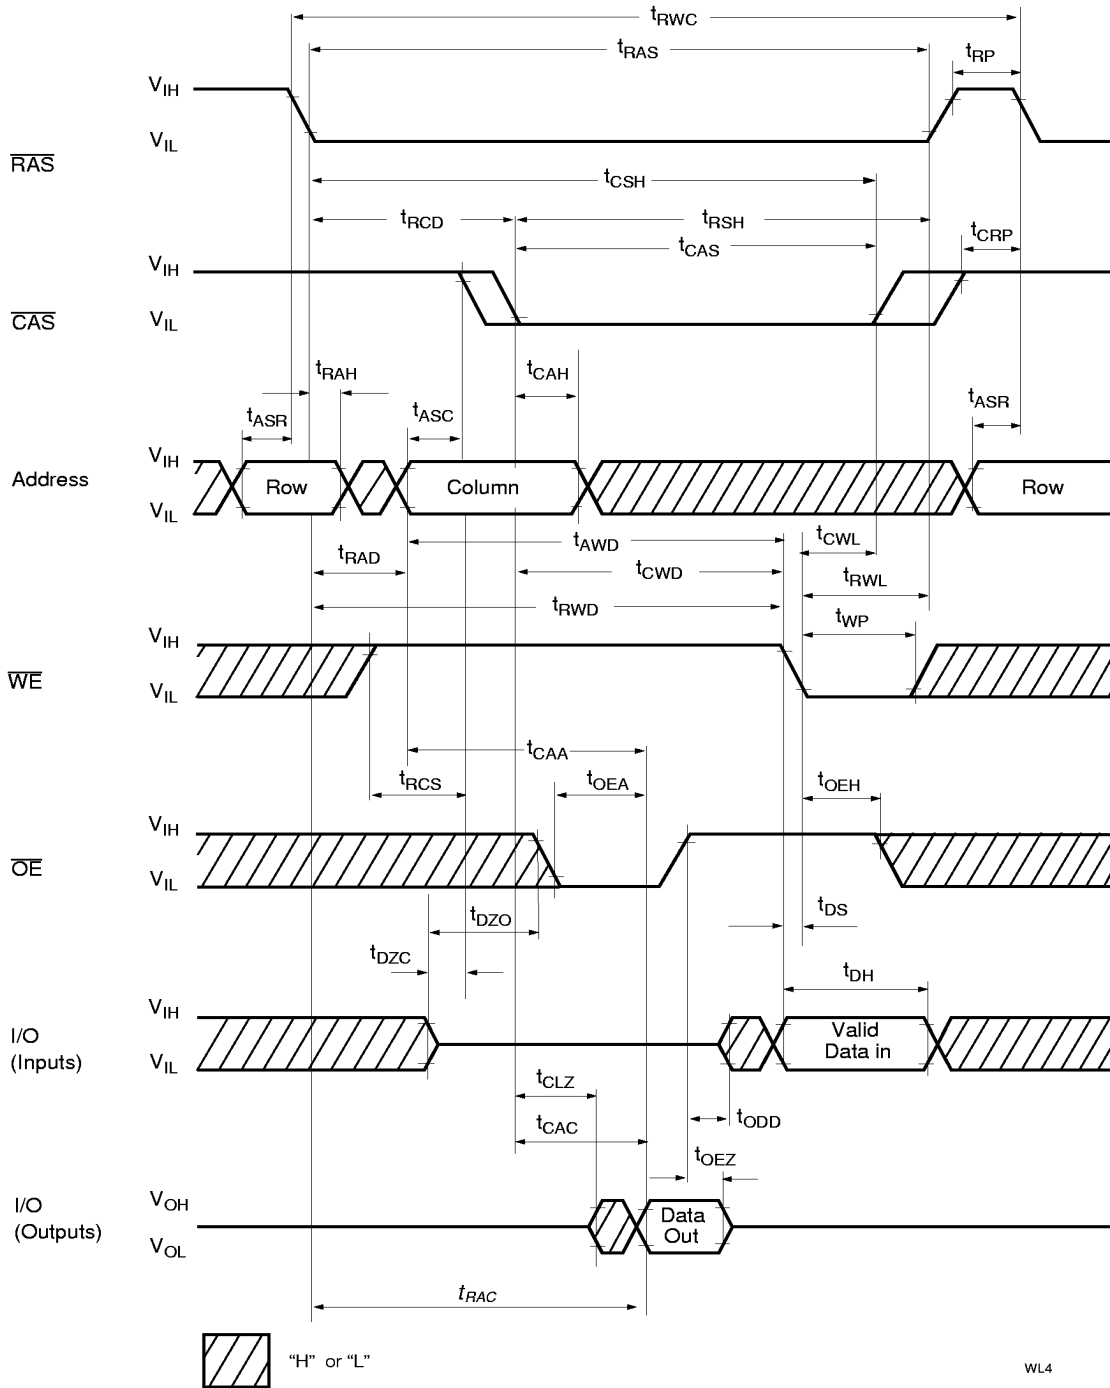 tRWC
tRAS
tRP
VIH
VIL
RAS
tCSH
tRCD
tRSH
tCAS
tCRP
VIH
CAS
VIL
tRAH
tCAH
tASR
tASC
tASR
VIH
Address
Row
Column
Row
VIL
tAWD
tCWL
tRAD
tCWD
tRWL
tRWD
tWP
VIH
WE
VIL
tCAA
tRCS
tOEA
tOEH
VIH
OE
VIL
tDZO
tDS
tDZC
tDH
VIH
I/O
(Inputs)
Valid
Data in
VIL
tCLZ
tODD
tCAC
tOEZ
VOH
I/O
(Outputs)
Data
Out
VOL
tRAC
“H” or “L”
WL4